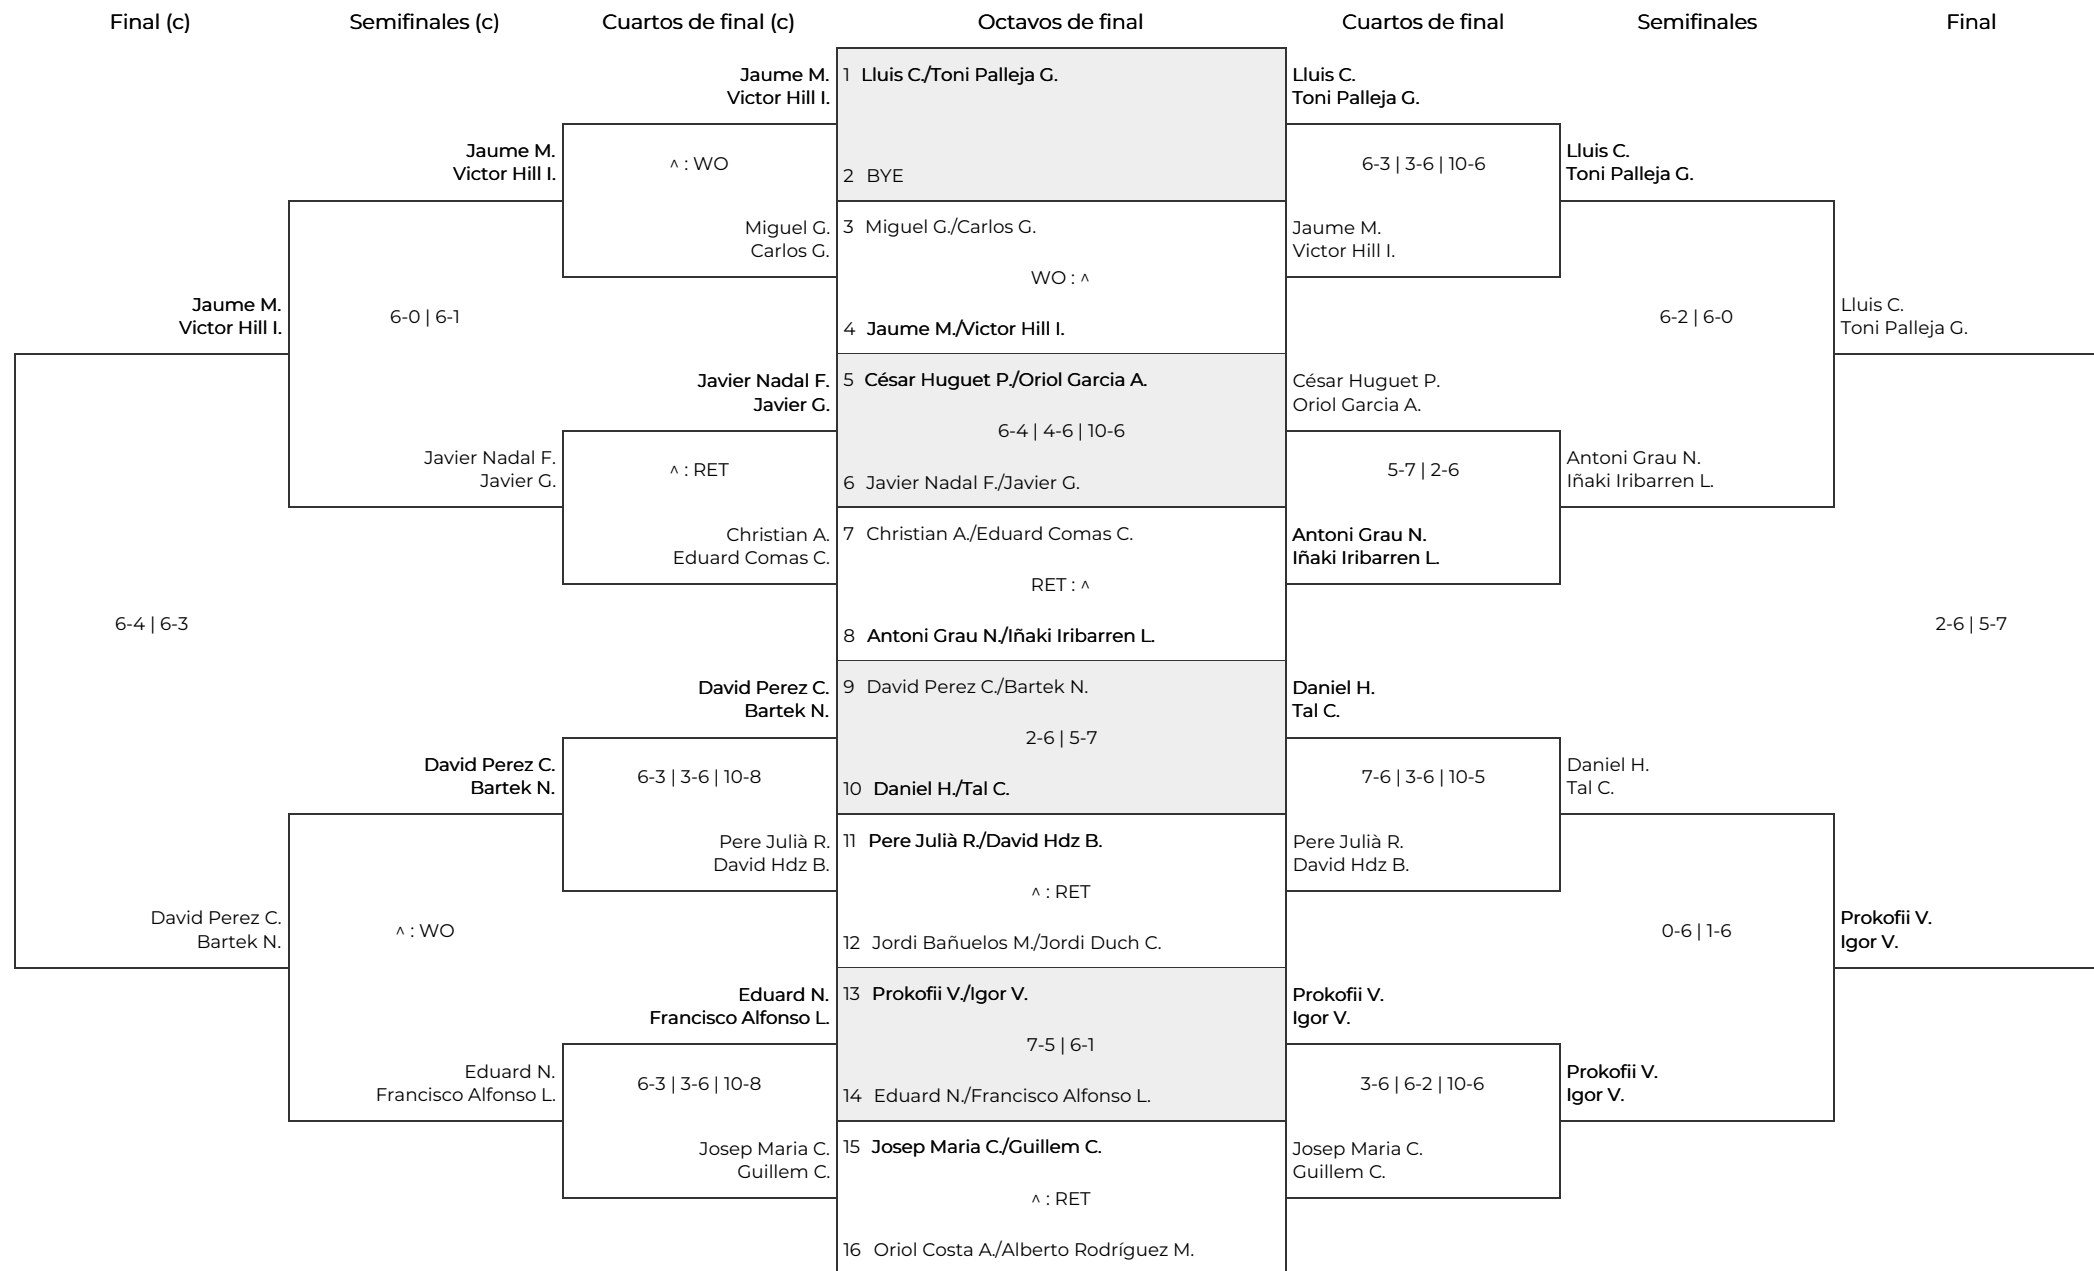 Final (c)
Semifinales (c)
Cuartos de final (c)
Octavos de final
Cuartos de final
Semifinales
Final
Jaume M.
Victor Hill I.
6-4 | 6-3
David Perez C.
Bartek N.
Jaume M.
Victor Hill I.
6-0 | 6-1
Javier Nadal F.
Javier G.
David Perez C.
Bartek N.
^ : WO
Eduard N.
Francisco Alfonso L.
Jaume M.
Victor Hill I.
^ : WO
Miguel G.
Carlos G.
Javier Nadal F.
Javier G.
^ : RET
Christian A.
Eduard Comas C.
David Perez C.
Bartek N.
6-3 | 3-6 | 10-8
Pere Julià R.
David Hdz B.
Eduard N.
Francisco Alfonso L.
6-3 | 3-6 | 10-8
Josep Maria C.
Guillem C.
1 Lluis C./Toni Palleja G.
2 BYE
3 Miguel G./Carlos G.
WO : ^
4 Jaume M./Victor Hill I.
5 César Huguet P./Oriol Garcia A.
6-4 | 4-6 | 10-6
6 Javier Nadal F./Javier G.
7 Christian A./Eduard Comas C.
RET : ^
8 Antoni Grau N./Iñaki Iribarren L.
9 David Perez C./Bartek N.
2-6 | 5-7
10 Daniel H./Tal C.
11 Pere Julià R./David Hdz B.
^ : RET
12 Jordi Bañuelos M./Jordi Duch C.
13 Prokofii V./Igor V.
7-5 | 6-1
14 Eduard N./Francisco Alfonso L.
15 Josep Maria C./Guillem C.
^ : RET
16 Oriol Costa A./Alberto Rodríguez M.
Lluis C.
Toni Palleja G.
6-3 | 3-6 | 10-6
Jaume M.
Victor Hill I.
César Huguet P.
Oriol Garcia A.
5-7 | 2-6
Antoni Grau N.
Iñaki Iribarren L.
Daniel H.
Tal C.
7-6 | 3-6 | 10-5
Pere Julià R.
David Hdz B.
Prokofii V.
Igor V.
3-6 | 6-2 | 10-6
Josep Maria C.
Guillem C.
Lluis C.
Toni Palleja G.
6-2 | 6-0
Antoni Grau N.
Iñaki Iribarren L.
Daniel H.
Tal C.
0-6 | 1-6
Prokofii V.
Igor V.
Lluis C.
Toni Palleja G.
2-6 | 5-7
Prokofii V.
Igor V.